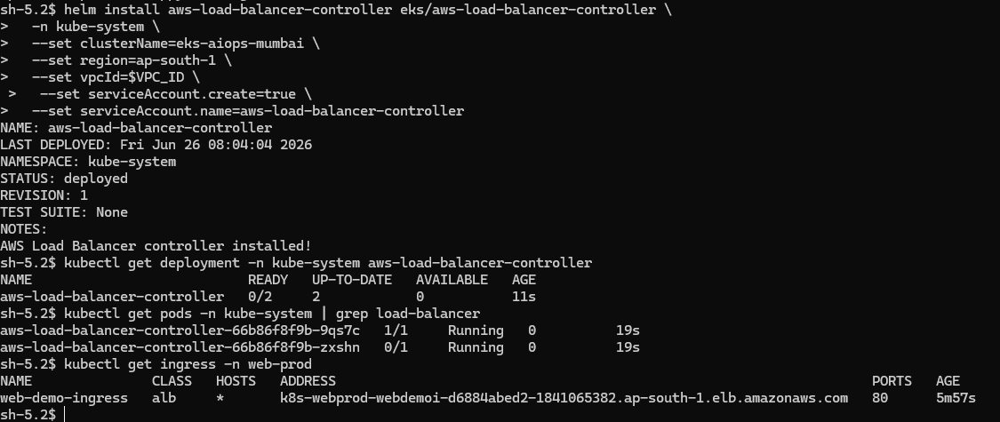 sh-5.2$ helm install aws-load-balancer-controller eks/aws-load-balancer-controller \
>   -n kube-system \
>   --set clusterName=eks-aiops-mumbai \
>   --set region=ap-south-1 \
>   --set vpcId=$VPC_ID \
 >   --set serviceAccount.create=true \
>   --set serviceAccount.name=aws-load-balancer-controller
NAME: aws-load-balancer-controller
LAST DEPLOYED: Fri Jun 26 08:04:04 2026
NAMESPACE: kube-system
STATUS: deployed
REVISION: 1
TEST SUITE: None
NOTES:
AWS Load Balancer controller installed!
sh-5.2$ kubectl get deployment -n kube-system aws-load-balancer-controller
NAME                           READY   UP-TO-DATE   AVAILABLE   AGE
aws-load-balancer-controller   0/2     2            0           11s
sh-5.2$ kubectl get pods -n kube-system | grep load-balancer
aws-load-balancer-controller-66b86f8f9b-9qs7c   1/1     Running   0          19s
aws-load-balancer-controller-66b86f8f9b-zxshn   0/1     Running   0          19s
sh-5.2$ kubectl get ingress -n web-prod
NAME               CLASS   HOSTS   ADDRESS                                                                  PORTS   AGE
web-demo-ingress   alb     *       k8s-webprod-webdemoi-d6884abed2-1841065382.ap-south-1.elb.amazonaws.com   80      5m57s
sh-5.2$